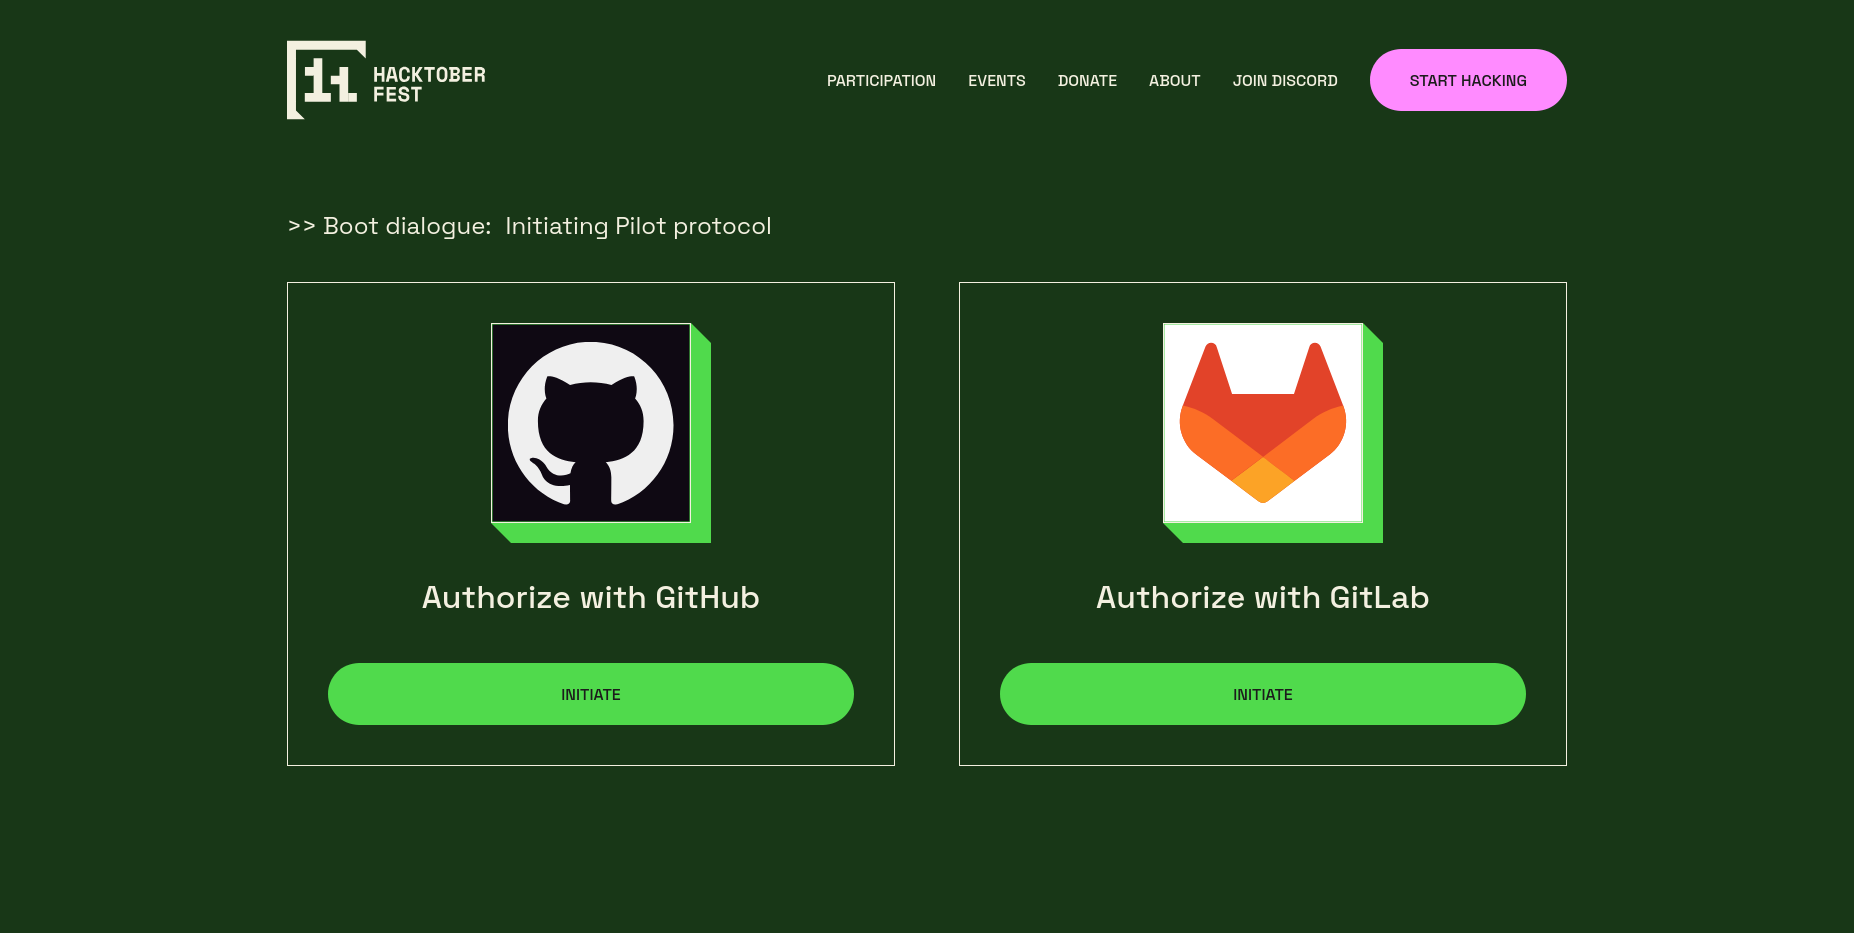 HACKTOBER
FEST
PARTICIPATION EVENTS DONATE ABOUT JOIN DISCORD START HACKING
>> Boot dialogue: Initiating Pilot protocol
Authorize with GitHub
INITIATE
Authorize with GitLab
INITIATE